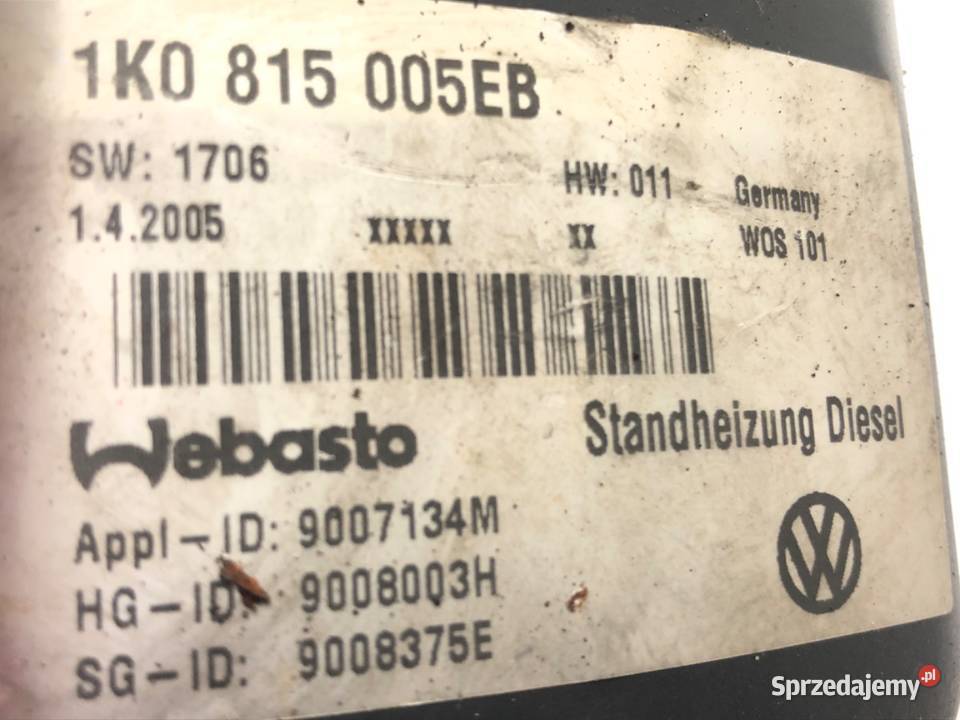 1K0 815 005EB
SW: 1706 HW: 011 Germany
1.4.2005 XXXXX XX WOS 101
Webasto Standheizung Diesel
Appl-ID: 9007134M
HG-ID: 9008003H
SG-ID: 9008375E
VW
Sprzedajemy.pl